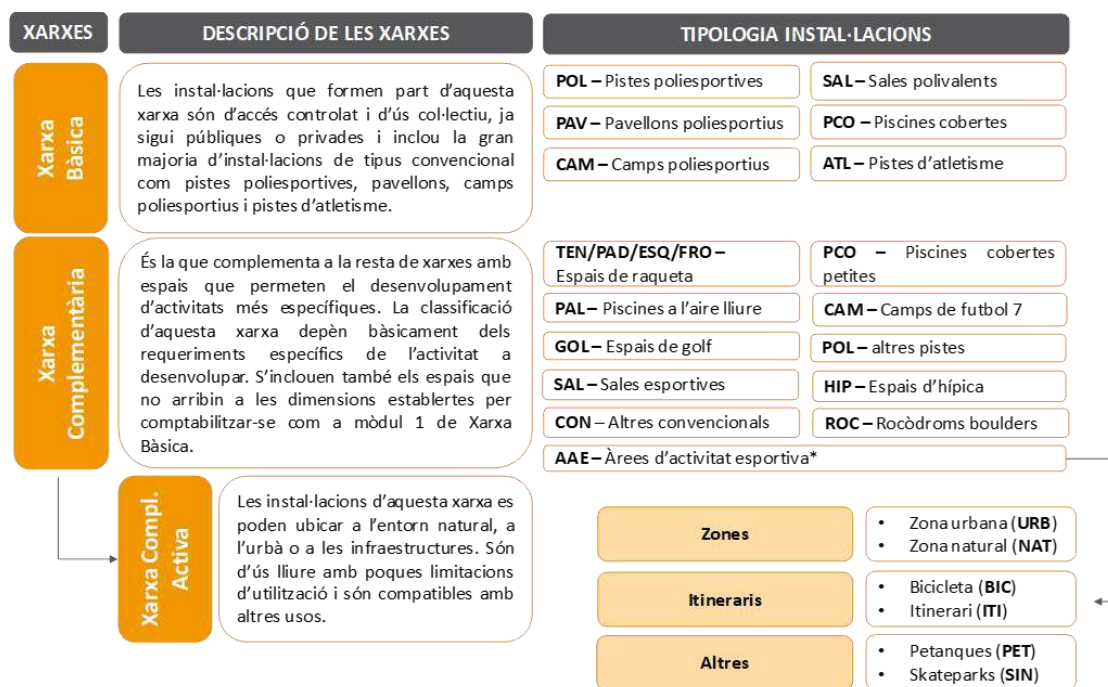 XARXES
DESCRIPCIÓ DE LES XARXES
TIPOLOGIA INSTAL·LACIONS
Xarxa
Bàsica
Les instal·lacions que formen part d'aquesta
xarxa són d'accés controlat i d'ús col·lectiu, ja
sigui públiques o privades i inclou la gran
majoria d'instal·lacions de tipus convencional
com pistes poliesportives, pavellons, camps
poliesportius i pistes d'atletisme.
POL – Pistes poliesportives
SAL – Sales polivalents
PAV – Pavellons poliesportius
PCO – Piscines cobertes
CAM – Camps poliesportius
ATL – Pistes d'atletisme
Xarxa
Complementària
És la que complementa a la resta de xarxes amb
espais que permeten el desenvolupament
d'activitats més específiques. La classificació
d'aquesta xarxa depèn bàsicament dels
requeriments específics de l'activitat a
desenvolupar. S'inclouen també els espais que
no arribin a les dimensions establertes per
comptabilitzar-se com a mòdul 1 de Xarxa
Bàsica.
TEN/PAD/ESQ/FRO –
Espais de raqueta
PCO – Piscines cobertes
petites
PAL – Piscines a l'aire lliure
CAM – Camps de futbol 7
GOL – Espais de golf
POL – altres pistes
SAL – Sales esportives
HIP – Espais d'hípica
CON – Altres convencionals
ROC – Rocòdroms boulders
AAE – Àrees d'activitat esportiva*
Xarxa Compl.
Activa
Les instal·lacions d'aquesta xarxa es
poden ubicar a l'entorn natural, a
l'urbà o a les infraestructures. Són
d'ús lliure amb poques limitacions
d'utilització i són compatibles amb
altres usos.
Zones
• Zona urbana (URB)
• Zona natural (NAT)
Itineraris
• Bicicleta (BIC)
• Itinerari (ITI)
Altres
• Petanques (PET)
• Skateparks (SIN)